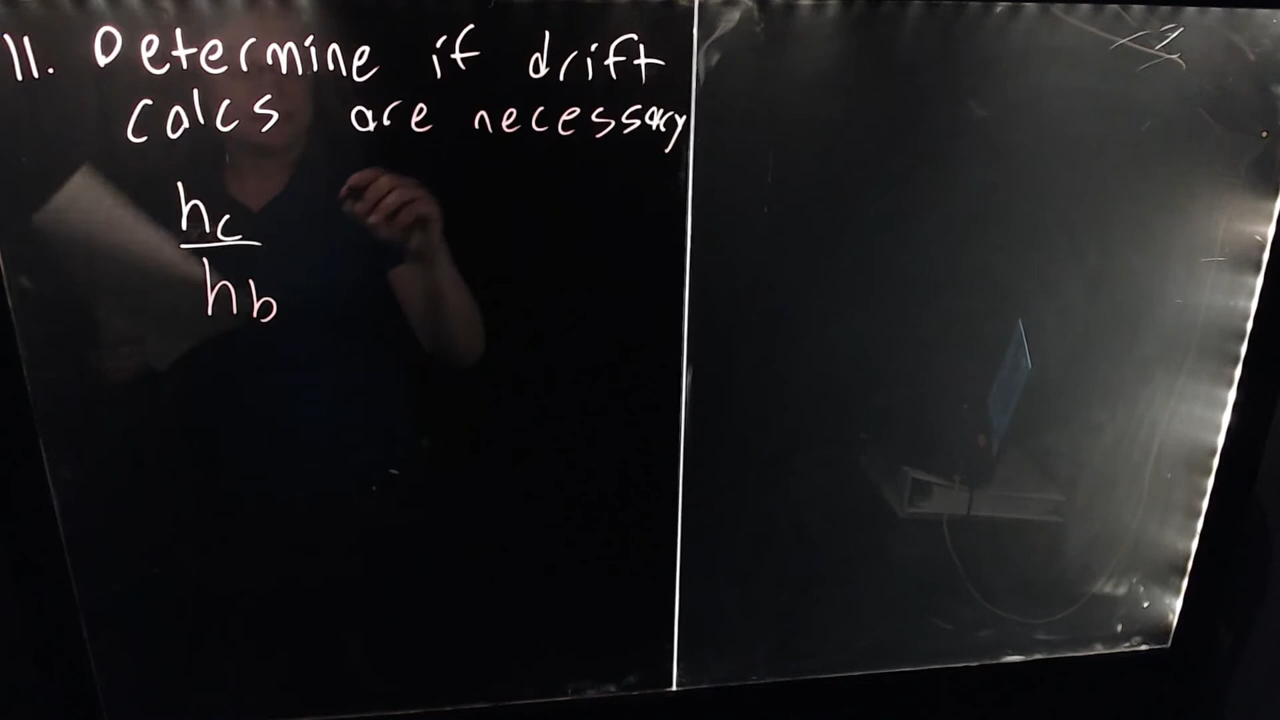 11. Determine if drift
calcs are necessary
hc
hb